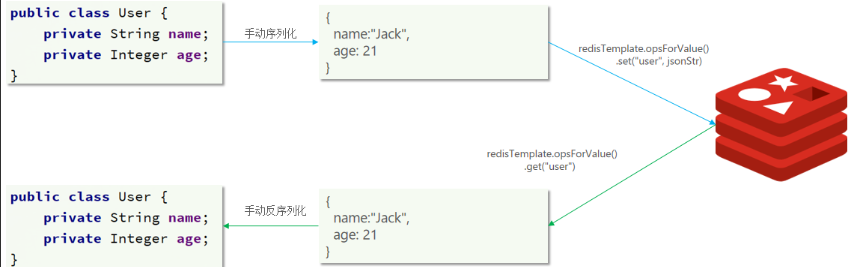 public class User {
private String name;
private Integer age;
}
手动序列化
{
name:"Jack",
age: 21
}
redisTemplate.opsForValue()
.set("user", jsonStr)
redisTemplate.opsForValue()
.get("user")
{
name:"Jack",
age: 21
}
手动反序列化
public class User {
private String name;
private Integer age;
}